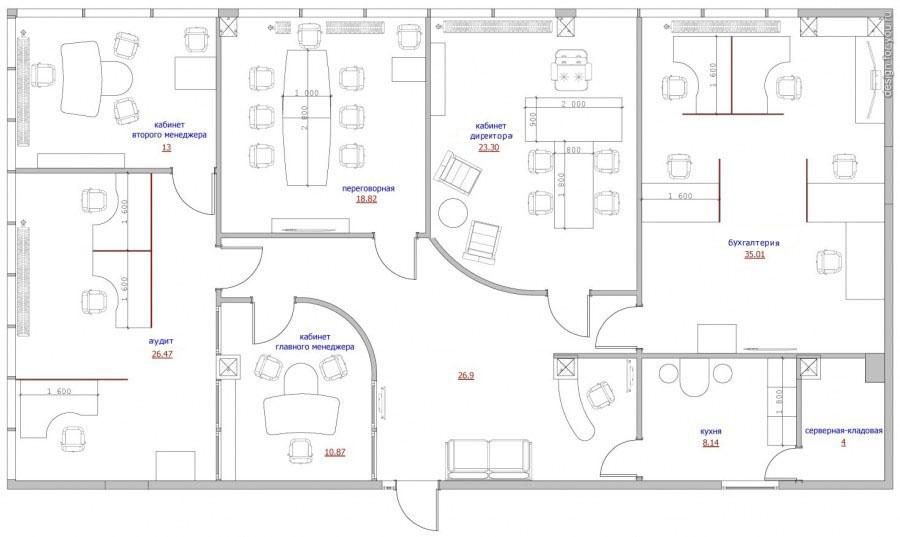 кабинет
второго менеджера
13
1 000
2 800
переговорная
18.82
кабинет
директора
23.30
2 000
900
800
1 800
1 600
1 600
бухгалтерия
35.01
design-foryou.ru
1 600
1 600
аудит
26.47
1 600
кабинет
главного менеджера
10.87
26.9
кухня
8.14
1 800
серверная-кладовая
4